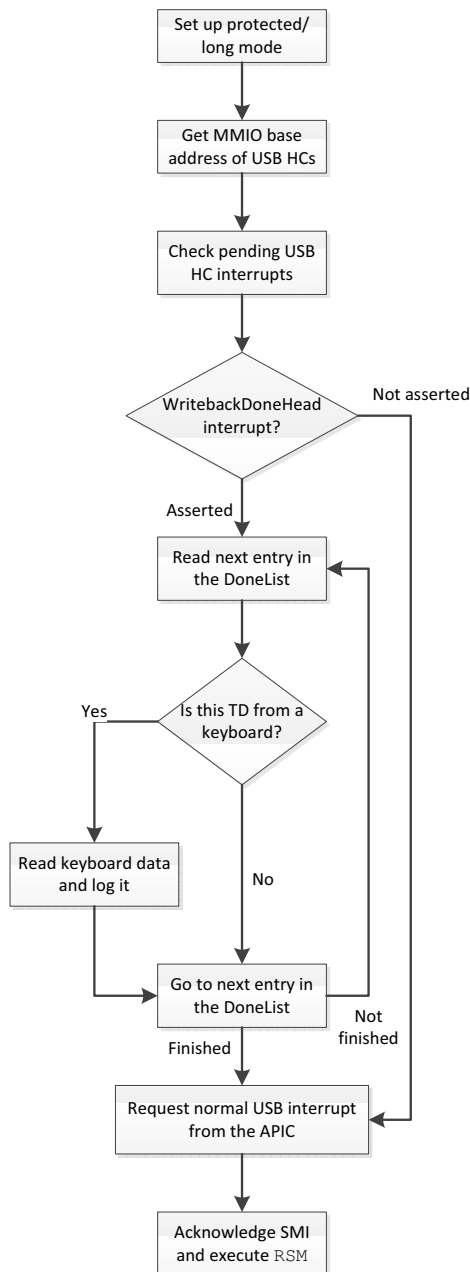 Set up protected/
long mode
Get MMIO base
address of USB HCs
Check pending USB
HC interrupts
WritebackDoneHead
interrupt?
Not asserted
Asserted
Read next entry in
the DoneList
Is this TD from a
keyboard?
Yes
Read keyboard data
and log it
No
Go to next entry in
the DoneList
Not
finished
Finished
Request normal USB interrupt
from the APIC
Acknowledge SMI
and execute RSM